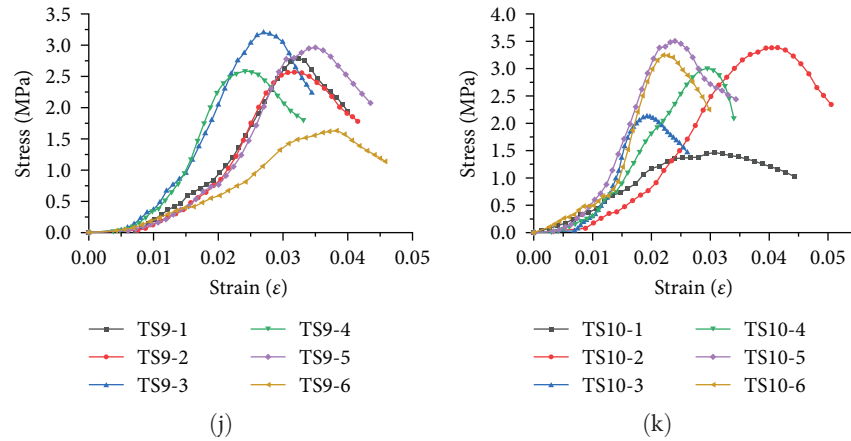 3.5
3.0
2.5
2.0
1.5
1.0
0.5
0.0
Stress (MPa)
0.00 0.01 0.02 0.03 0.04 0.05
Strain (ε)
TS9-1 TS9-4
TS9-2 TS9-5
TS9-3 TS9-6
(j)
4.0
3.5
3.0
2.5
2.0
1.5
1.0
0.5
0.0
Stress (MPa)
0.00 0.01 0.02 0.03 0.04 0.05
Strain (ε)
TS10-1 TS10-4
TS10-2 TS10-5
TS10-3 TS10-6
(k)